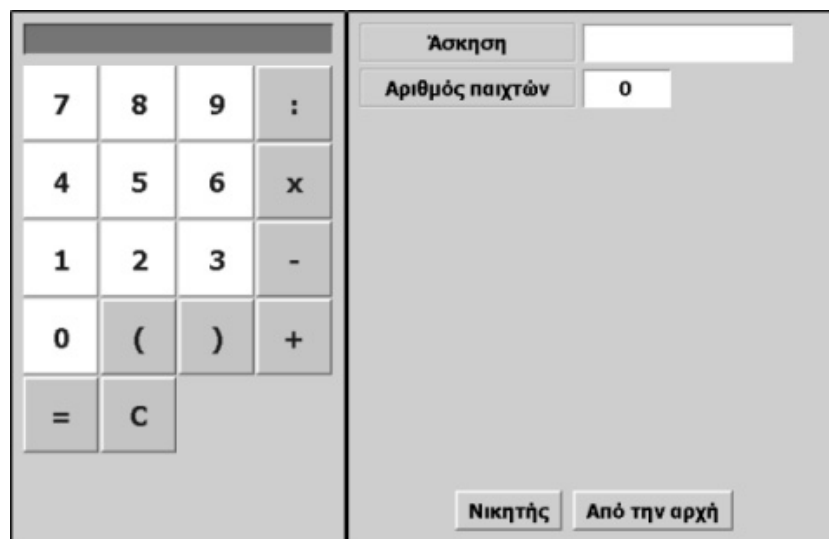 Άσκηση
Αριθμός παιχτών 0
7 8 9 :
4 5 6 x
1 2 3 -
0 ( ) +
= C
Νικητής Από την αρχή